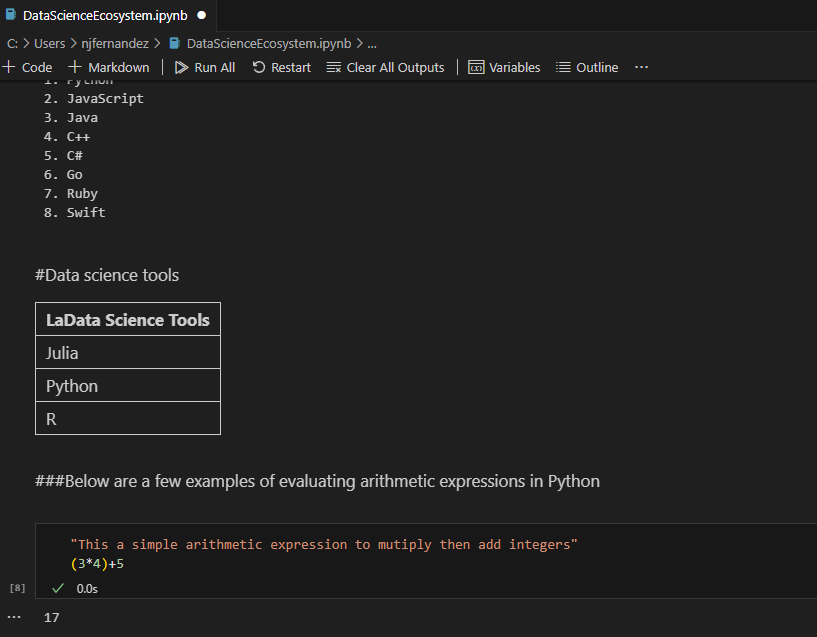 DataScienceEcosystem.ipynb
C: > Users > njfernandez > DataScienceEcosystem.ipynb > ...
+ Code + Markdown | Run All Restart Clear All Outputs | Variables Outline ...
1. Python
2. JavaScript
3. Java
4. C++
5. C#
6. Go
7. Ruby
8. Swift
#Data science tools
LaData Science Tools
Julia
Python
R
###Below are a few examples of evaluating arithmetic expressions in Python
"This a simple arithmetic expression to mutiply then add integers"
(3*4)+5
[8] ✓ 0.0s
... 17